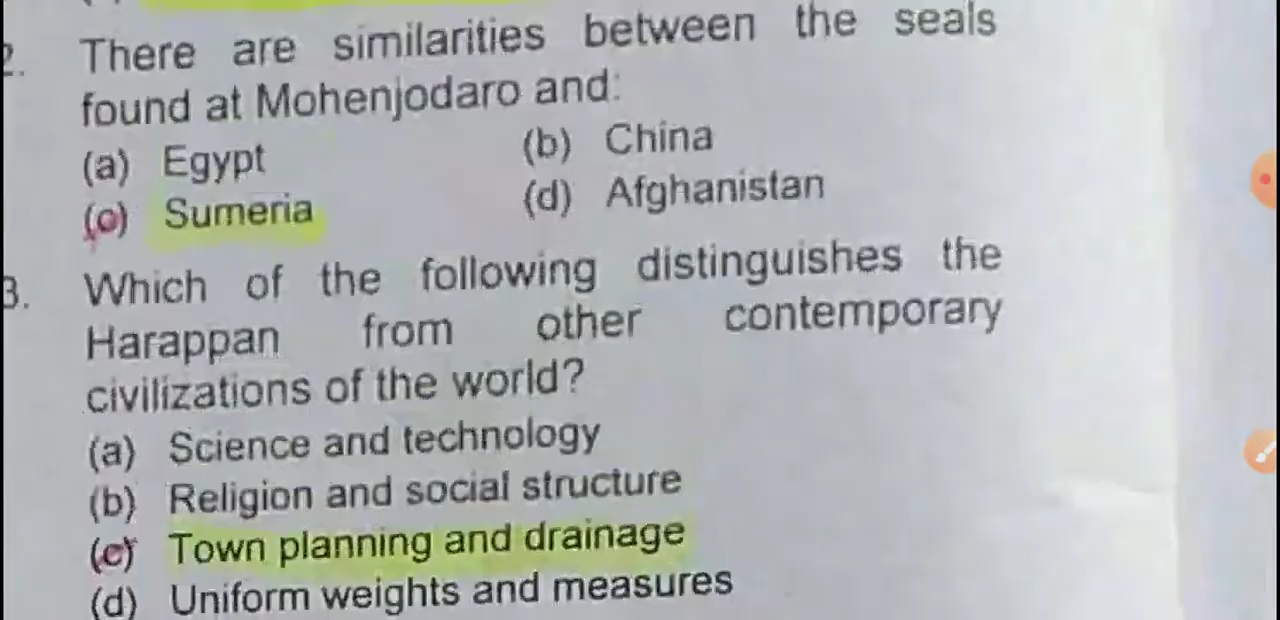 2. There are similarities between the seals
found at Mohenjodaro and:
(a) Egypt (b) China
(c) Sumeria (d) Afghanistan
3. Which of the following distinguishes the
Harappan from other contemporary
civilizations of the world?
(a) Science and technology
(b) Religion and social structure
(c) Town planning and drainage
(d) Uniform weights and measures